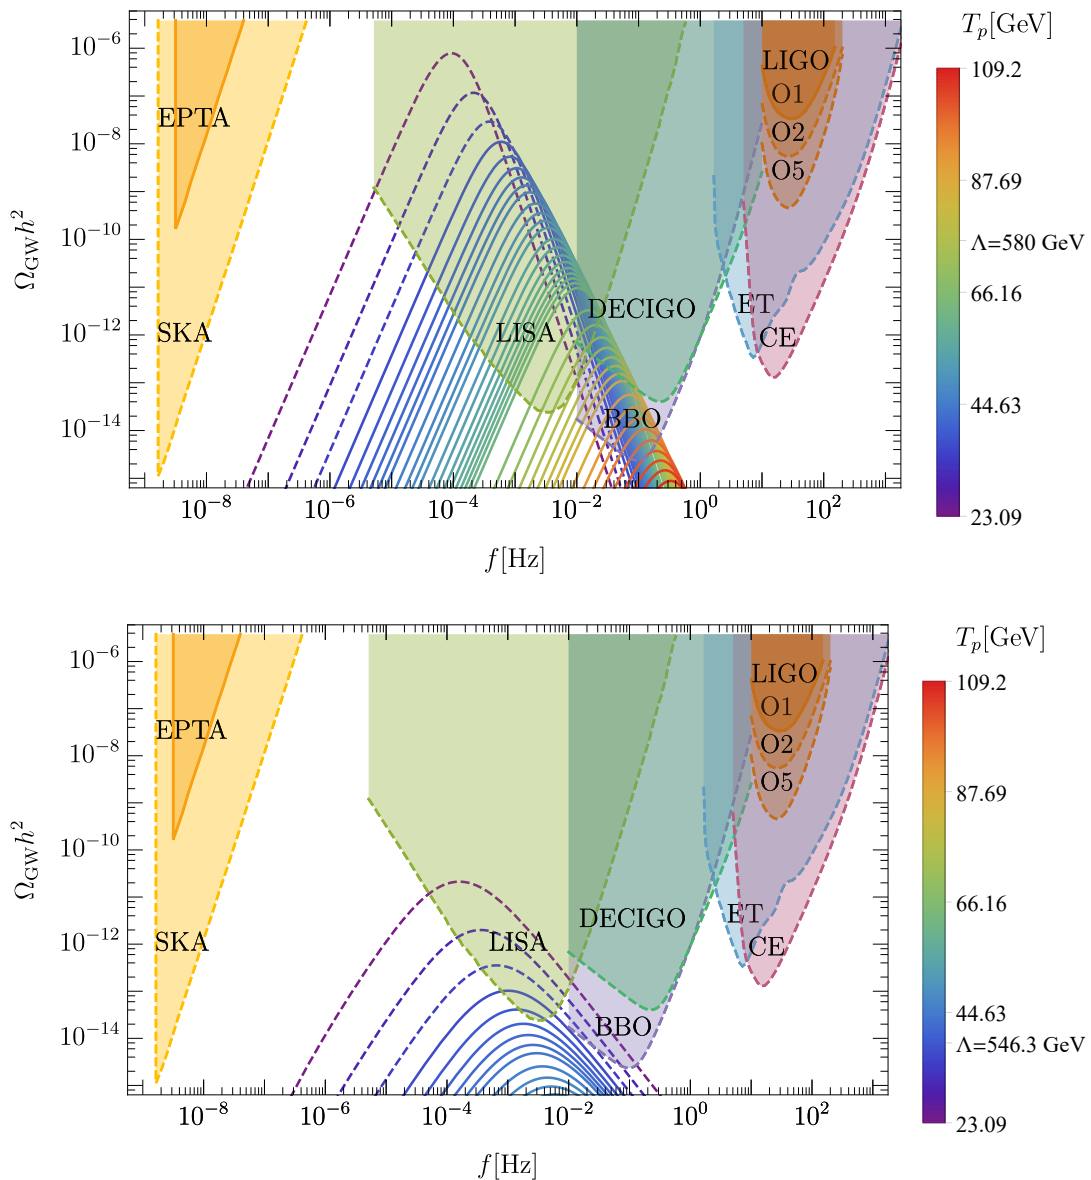 T_p[GeV]
10^{-6}
LIGO
109.2
O1
EPTA
10^{-8}
O2
O5
87.69
Ω_{GW}h^2
10^{-10}
Λ=580 GeV
66.16
DECIGO
ET
SKA
10^{-12}
LISA
CE
44.63
10^{-14}
BBO
23.09
10^{-8}
10^{-6}
10^{-4}
10^{-2}
10^{0}
10^{2}
f[Hz]
T_p[GeV]
10^{-6}
LIGO
109.2
O1
EPTA
10^{-8}
O2
O5
87.69
Ω_{GW}h^2
10^{-10}
66.16
DECIGO
ET
SKA
10^{-12}
LISA
CE
44.63
10^{-14}
BBO
Λ=546.3 GeV
23.09
10^{-8}
10^{-6}
10^{-4}
10^{-2}
10^{0}
10^{2}
f[Hz]